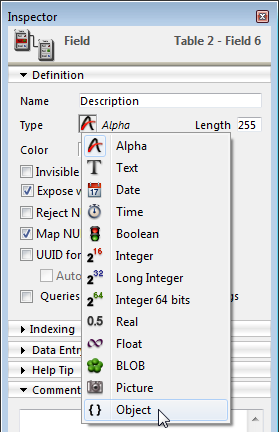 Inspector
Field Table 2 - Field 6
Definition
Name Description
Type Alpha Length 255
Color
Invisible
Expose w
Reject NU
Map NU
UUID for
Auto
Queries gs
Alpha
Text
Date
Time
Boolean
2 16 Integer
2 32 Long Integer
2 64 Integer 64 bits
0.5 Real
Float
BLOB
Picture
{ } Object
Indexing
Data Entry
Help Tip
Comment